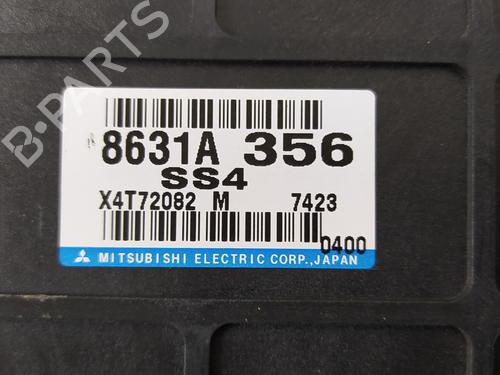 B-PARTS
8631A 356
SS4
X4T72082 M 7423
0400
MITSUBISHI ELECTRIC CORP.,JAPAN